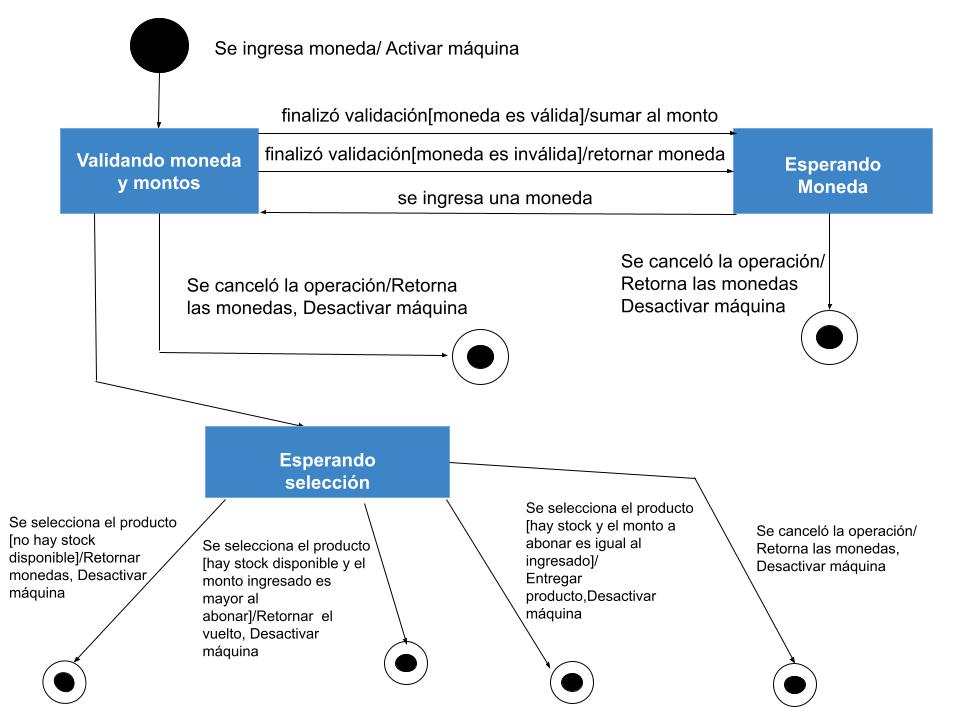 Se ingresa moneda/ Activar máquina
finalizó validación[moneda es válida]/sumar al monto
Validando moneda
y montos
finalizó validación[moneda es inválida]/retornar moneda
Esperando
Moneda
se ingresa una moneda
Se canceló la operación/Retorna
las monedas, Desactivar máquina
Se canceló la operación/
Retorna las monedas
Desactivar máquina
Esperando
selección
Se selecciona el producto
[no hay stock
disponible]/Retornar
monedas, Desactivar
máquina
Se selecciona el producto
[hay stock disponible y el
monto ingresado es
mayor al
abonar]/Retornar  el
vuelto, Desactivar
máquina
Se selecciona el producto
[hay stock y el monto a
abonar es igual al
ingresado]/
Entregar
producto,Desactivar
máquina
Se canceló la operación/
Retorna las monedas,
Desactivar máquina